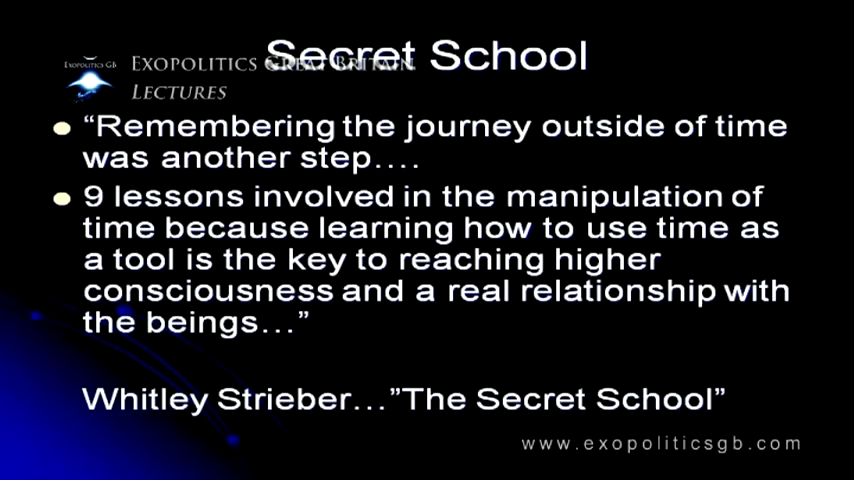 Secret School
EXOPOLITICS GB
EXOPOLITICS GREAT BRITAIN
LECTURES
“Remembering the journey outside of time
was another step....
9 lessons involved in the manipulation of
time because learning how to use time as
a tool is the key to reaching higher
consciousness and a real relationship with
the beings...”
Whitley Strieber...”The Secret School”
www.exopoliticsgb.com